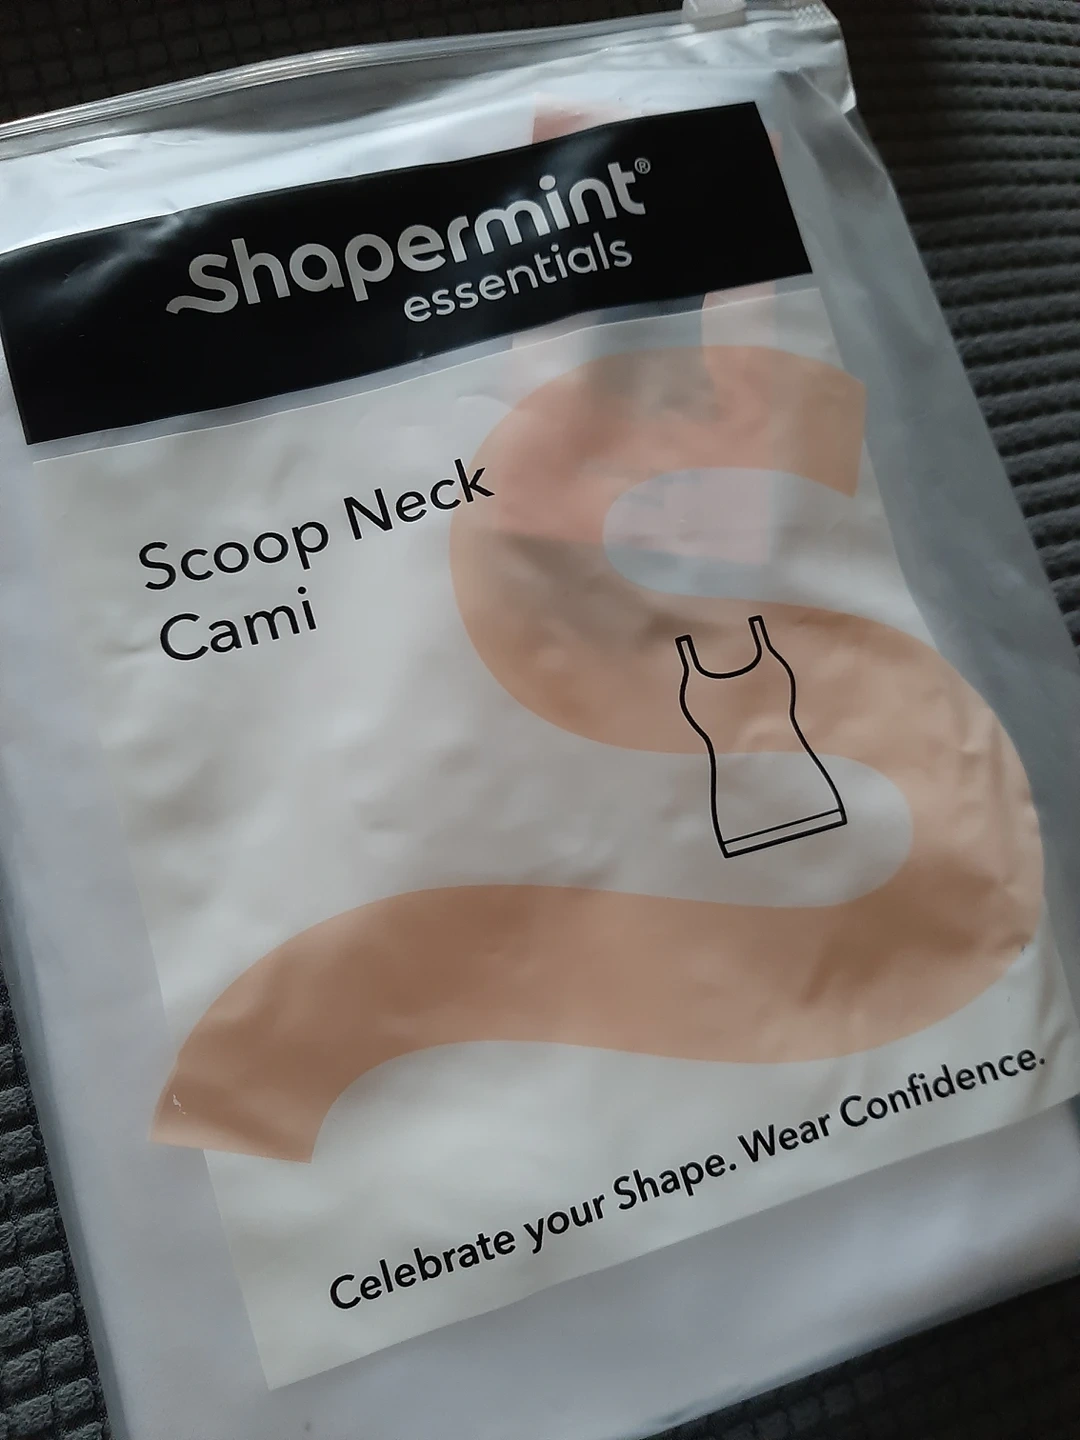 Shapermint®
essentials
Scoop Neck
Cami
Celebrate your Shape. Wear Confidence.